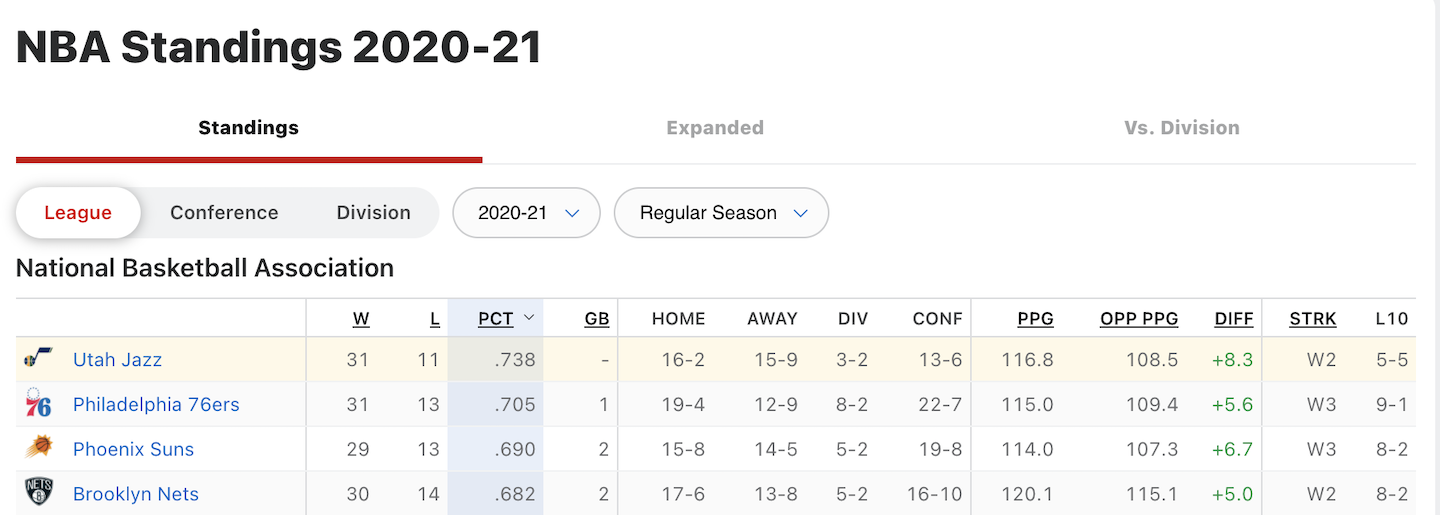 NBA Standings 2020-21
Standings Expanded Vs. Division
League Conference Division 2020-21 Regular Season
National Basketball Association
W L PCT GB HOME AWAY DIV CONF PPG OPP PPG DIFF STRK L10
Utah Jazz 31 11 .738 - 16-2 15-9 3-2 13-6 116.8 108.5 +8.3 W2 5-5
76 Philadelphia 76ers 31 13 .705 1 19-4 12-9 8-2 22-7 115.0 109.4 +5.6 W3 9-1
Phoenix Suns 29 13 .690 2 15-8 14-5 5-2 19-8 114.0 107.3 +6.7 W3 8-2
NETS B Brooklyn Nets 30 14 .682 2 17-6 13-8 5-2 16-10 120.1 115.1 +5.0 W2 8-2